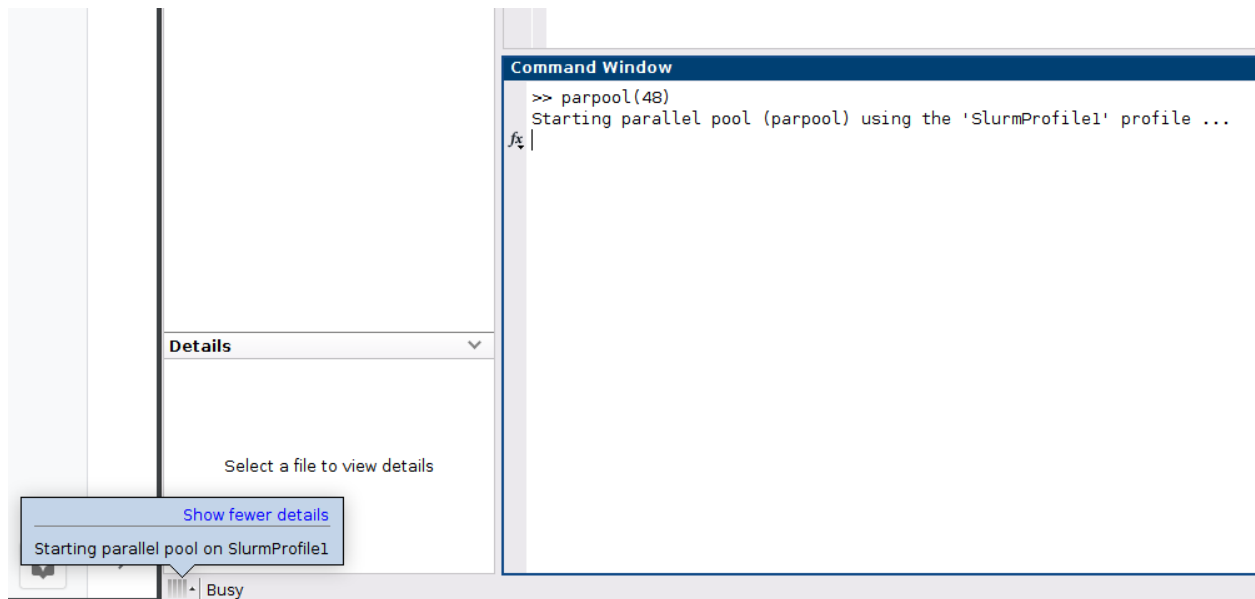 Command Window
>> parpool(48)
Starting parallel pool (parpool) using the 'SlurmProfile1' profile ...
fx
Details
Select a file to view details
Show fewer details
Starting parallel pool on SlurmProfile1
Busy